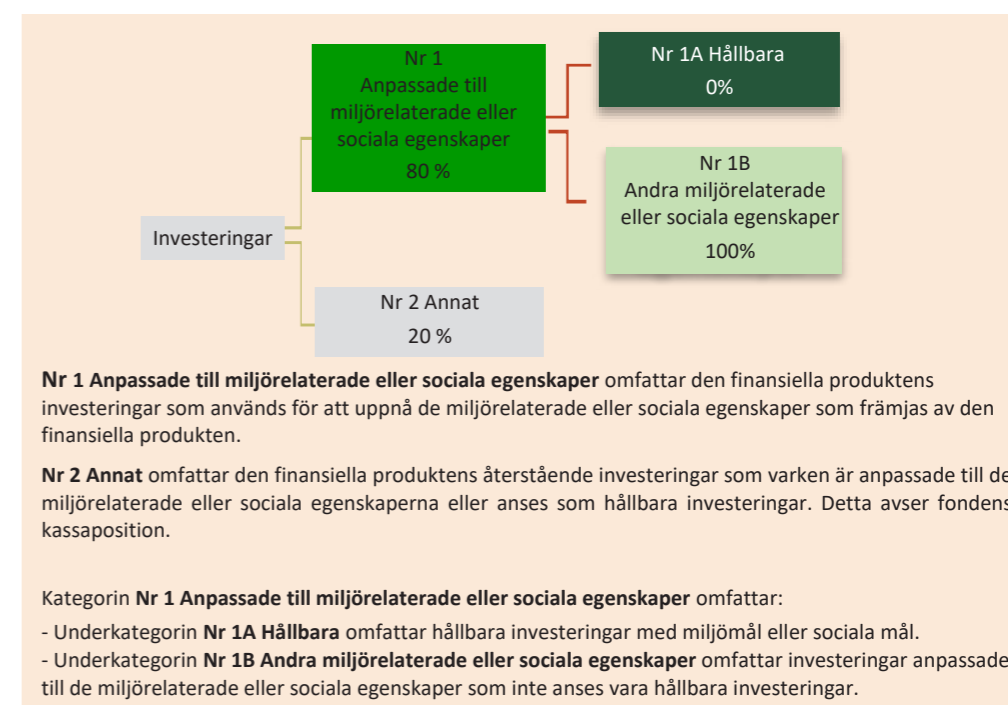 Nr 1
Anpassade till
miljörelaterade eller
sociala egenskaper
80 %
Nr 1A Hållbara
0%
Nr 1B
Andra miljörelaterade
eller sociala egenskaper
100%
Investeringar
Nr 2 Annat
20 %
Nr 1 Anpassade till miljörelaterade eller sociala egenskaper omfattar den finansiella produktens
investeringar som används för att uppnå de miljörelaterade eller sociala egenskaper som främjas av den
finansiella produkten.
Nr 2 Annat omfattar den finansiella produktens återstående investeringar som varken är anpassade till de
miljörelaterade eller sociala egenskaperna eller anses som hållbara investeringar. Detta avser fondens
kassaposition.
Kategorin Nr 1 Anpassade till miljörelaterade eller sociala egenskaper omfattar:
- Underkategorin Nr 1A Hållbara omfattar hållbara investeringar med miljömål eller sociala mål.
- Underkategorin Nr 1B Andra miljörelaterade eller sociala egenskaper omfattar investeringar anpassade
till de miljörelaterade eller sociala egenskaper som inte anses vara hållbara investeringar.